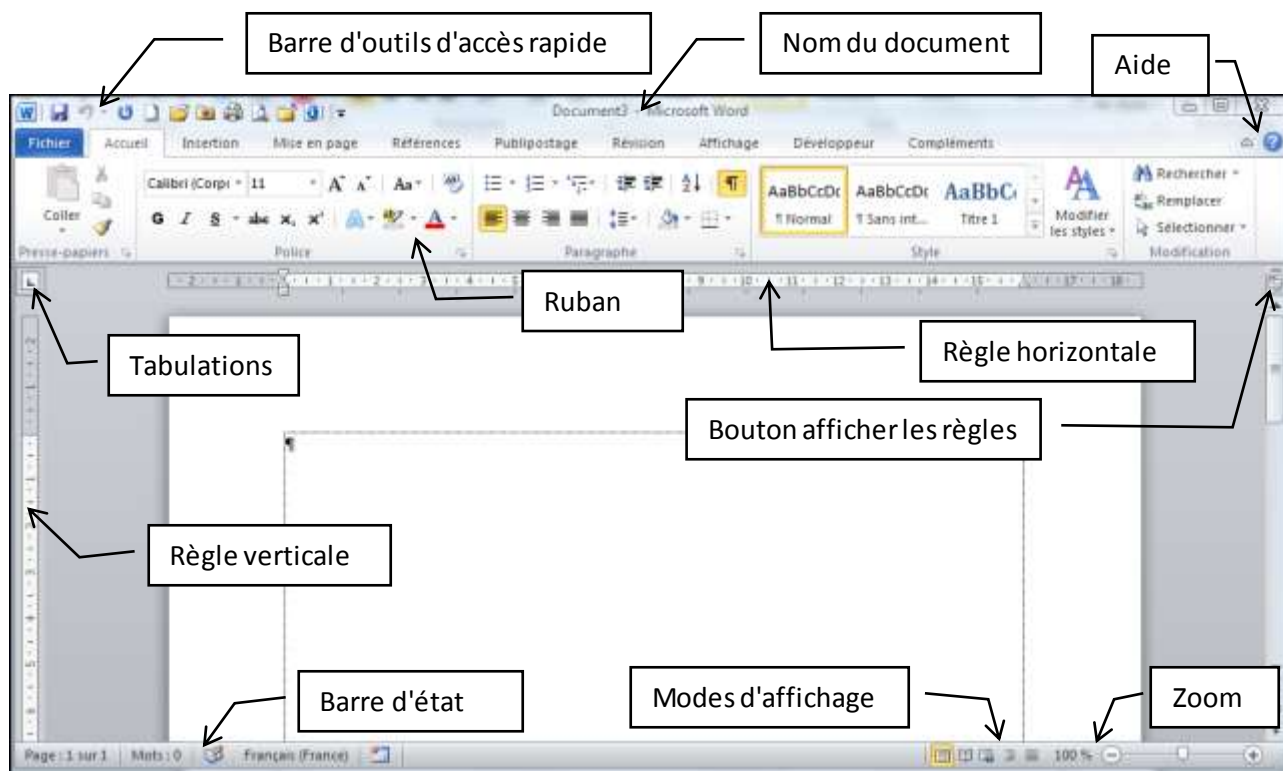 Barre d'outils d'accès rapide
Nom du document
Aide
Document3 - Microsoft Word
Fichier Accueil Insertion Mise en page Références Publipostage Révision Affichage Développeur Compléments
Calibri (Corps 11 Aa AaBbCcDc AaBbCcDc AaBbC Rechercher
Coller G I S abc x, x' A ¶ Normal ¶ Sans int... Titre 1 Modifier les styles Remplacer
Sélectionner
Presse-papiers Police Paragraphe Style Modification
Ruban
Règle horizontale
Tabulations
Bouton afficher les règles
¶
Règle verticale
Barre d'état
Modes d'affichage
Zoom
Page : 1 sur 1 Mots : 0 Français (France) 100 %